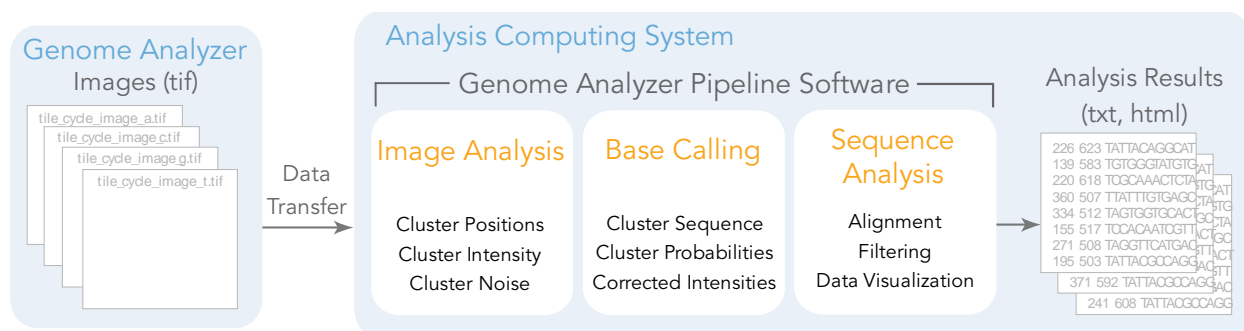 Genome Analyzer
Images (tif)
tile_cycle_image_a.tif
tile_cycle_image_c.tif
tile_cycle_image_g.tif
tile_cycle_image_t.tif
Data
Transfer
Analysis Computing System
Genome Analyzer Pipeline Software
Image Analysis
Cluster Positions
Cluster Intensity
Cluster Noise
Base Calling
Cluster Sequence
Cluster Probabilities
Corrected Intensities
Sequence
Analysis
Alignment
Filtering
Data Visualization
Analysis Results
(txt, html)
226 623 TATTACAGGCAT
139 583 TGTGGGTATGTG
220 618 TCGCAAACTCTA
360 507 TTATTTGTGAGC
334 512 TAGTGGTGCACT
155 517 TCCACAATCGTT
271 508 TAGGTTCATGAC
195 503 TATTACGCCAGG
371 592 TATTACGCCAGG
241 608 TATTACGCCAGG